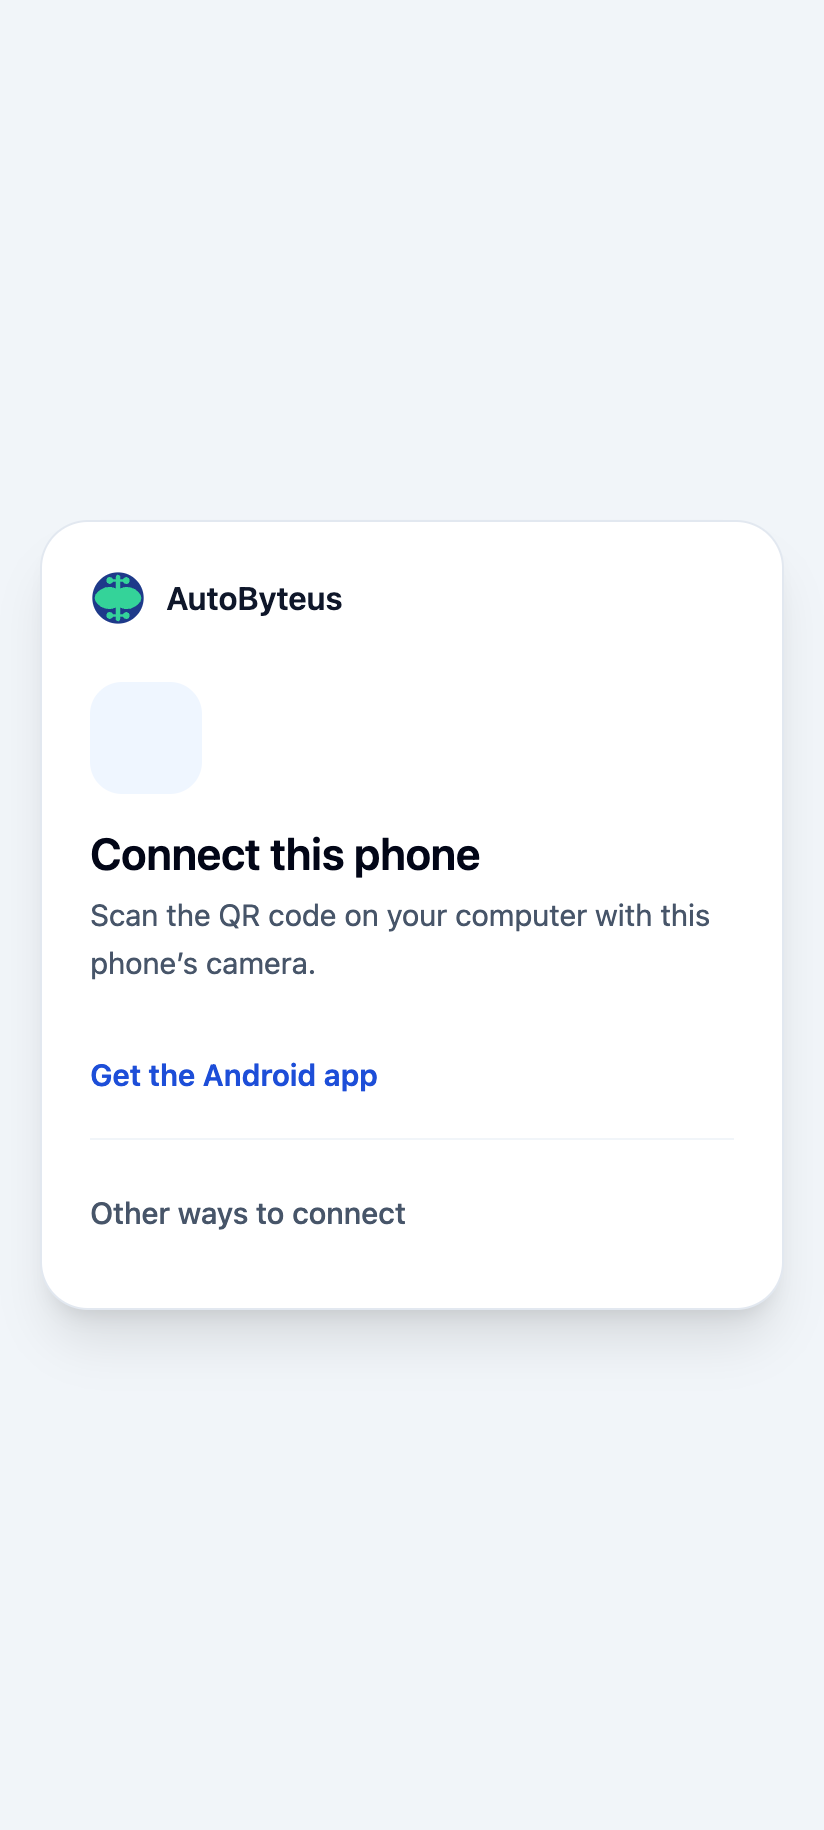 AutoByteus
Connect this phone
Scan the QR code on your computer with this
phone’s camera.
Get the Android app
Other ways to connect